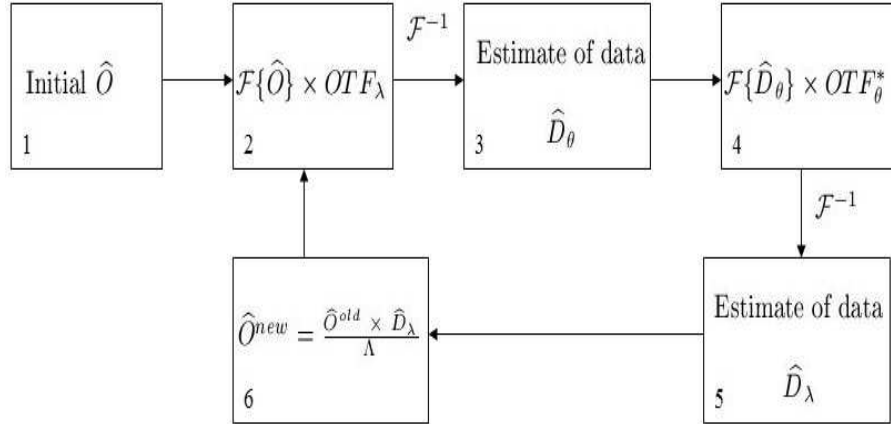 Initial Ô
1
ℱ{Ô} × OTF_λ
2
ℱ⁻¹
Estimate of data
D̂_θ
3
ℱ{D̂_θ} × OTF*_θ
4
ℱ⁻¹
Estimate of data
D̂_λ
5
Ô^new = (Ô^old × D̂_λ) / Λ
6